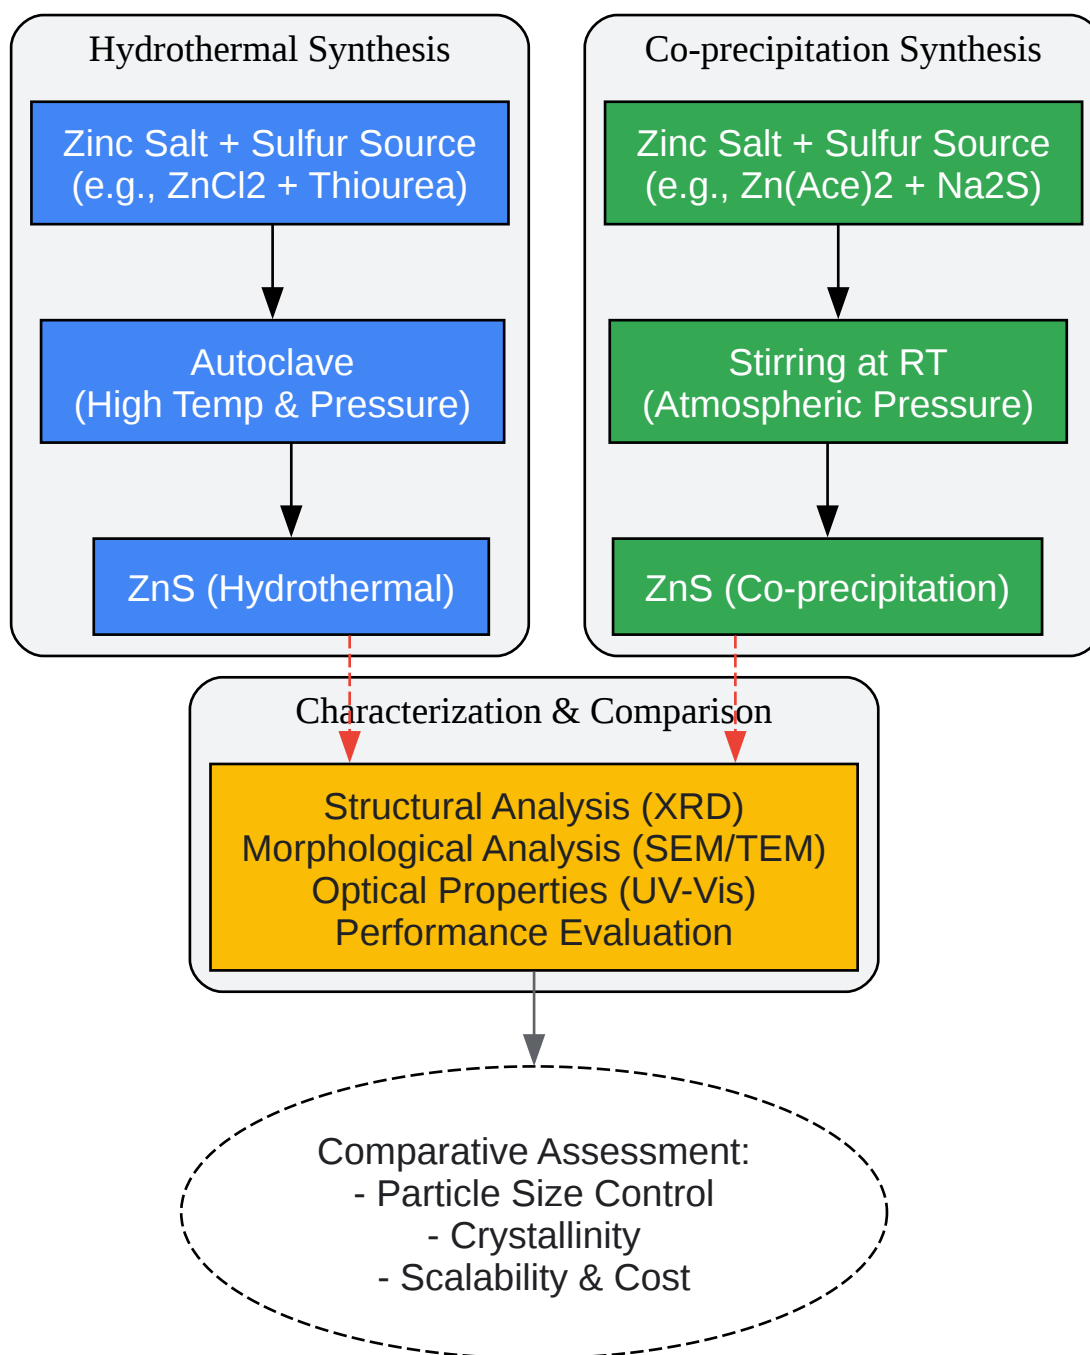 Hydrothermal Synthesis
Zinc Salt + Sulfur Source
(e.g., ZnCl2 + Thiourea)
Autoclave
(High Temp & Pressure)
ZnS (Hydrothermal)
Co-precipitation Synthesis
Zinc Salt + Sulfur Source
(e.g., Zn(Ace)2 + Na2S)
Stirring at RT
(Atmospheric Pressure)
ZnS (Co-precipitation)
Characterization & Comparison
Structural Analysis (XRD)
Morphological Analysis (SEM/TEM)
Optical Properties (UV-Vis)
Performance Evaluation
Comparative Assessment:
- Particle Size Control
- Crystallinity
- Scalability & Cost